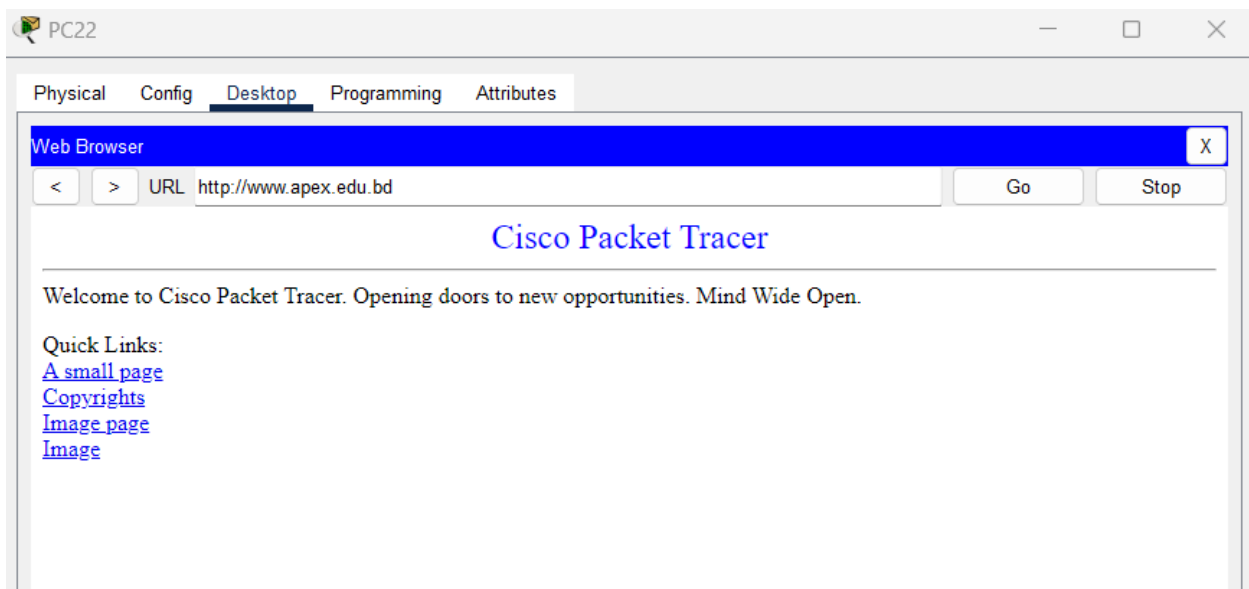 PC22
Physical Config Desktop Programming Attributes
Web Browser X
< > URL http://www.apex.edu.bd Go Stop
Cisco Packet Tracer
Welcome to Cisco Packet Tracer. Opening doors to new opportunities. Mind Wide Open.
Quick Links:
A small page
Copyrights
Image page
Image